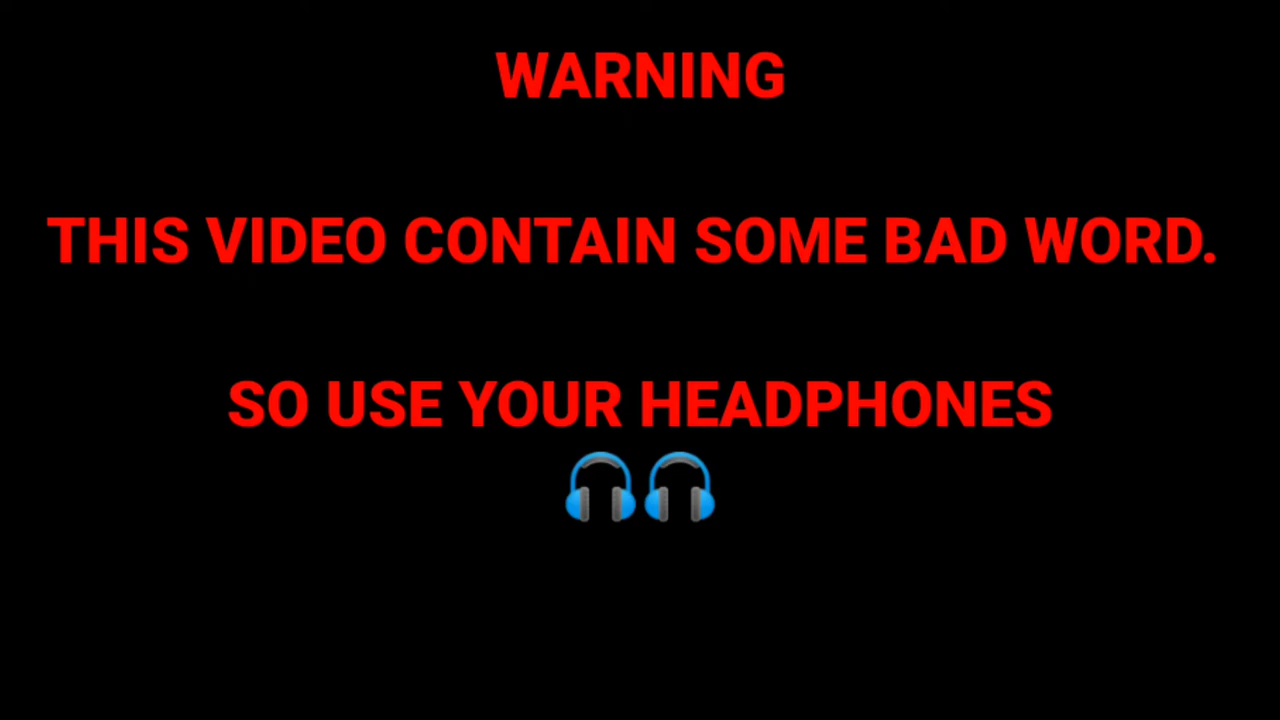 WARNING
THIS VIDEO CONTAIN SOME BAD WORD.
SO USE YOUR HEADPHONES
🎧🎧